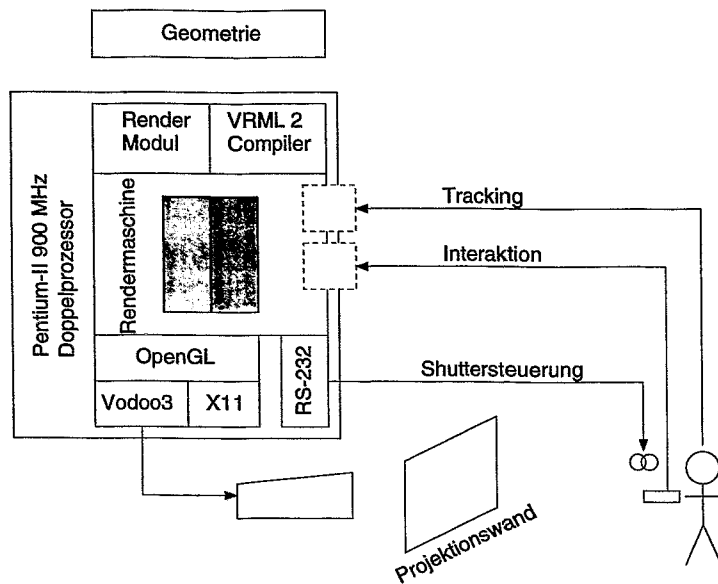 Geometrie
Render
Modul
VRML 2
Compiler
Pentium-II 900 MHz
Doppelprozessor
Rendermaschine
Tracking
Interaktion
OpenGL
RS-232
Shuttersteuerung
Vodoo3
X11
Projektionswand